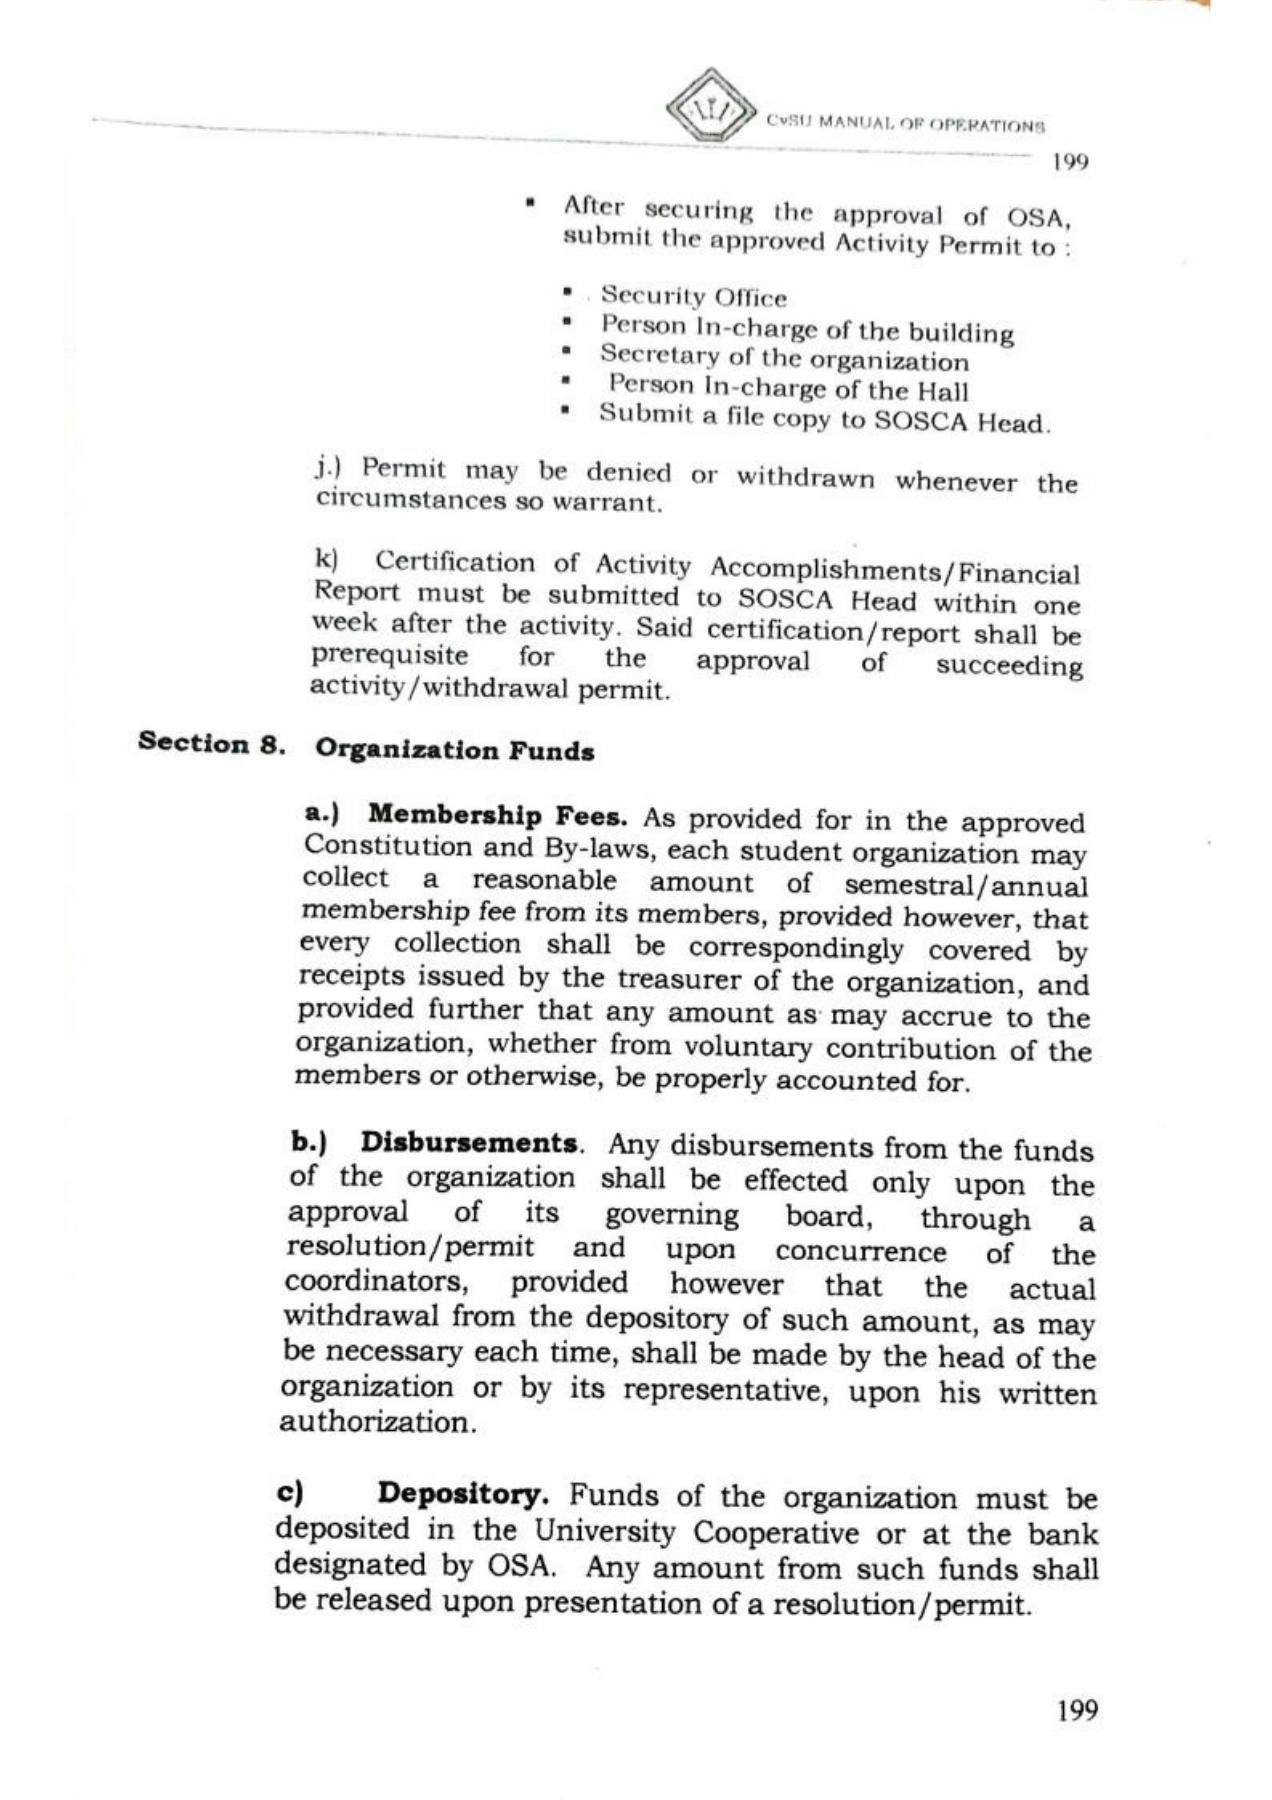 CvSU MANUAL OF OPERATIONS
199
▪ After securing the approval of OSA,
submit the approved Activity Permit to :
▪ Security Office
▪ Person In-charge of the building
▪ Secretary of the organization
▪ Person In-charge of the Hall
▪ Submit a file copy to SOSCA Head.
j.) Permit may be denied or withdrawn whenever the
circumstances so warrant.
k) Certification of Activity Accomplishments/Financial
Report must be submitted to SOSCA Head within one
week after the activity. Said certification/report shall be
prerequisite for the approval of succeeding
activity/withdrawal permit.
Section 8. Organization Funds
a.) Membership Fees. As provided for in the approved
Constitution and By-laws, each student organization may
collect a reasonable amount of semestral/annual
membership fee from its members, provided however, that
every collection shall be correspondingly covered by
receipts issued by the treasurer of the organization, and
provided further that any amount as may accrue to the
organization, whether from voluntary contribution of the
members or otherwise, be properly accounted for.
b.) Disbursements. Any disbursements from the funds
of the organization shall be effected only upon the
approval of its governing board, through a
resolution/permit and upon concurrence of the
coordinators, provided however that the actual
withdrawal from the depository of such amount, as may
be necessary each time, shall be made by the head of the
organization or by its representative, upon his written
authorization.
c) Depository. Funds of the organization must be
deposited in the University Cooperative or at the bank
designated by OSA. Any amount from such funds shall
be released upon presentation of a resolution/permit.
199